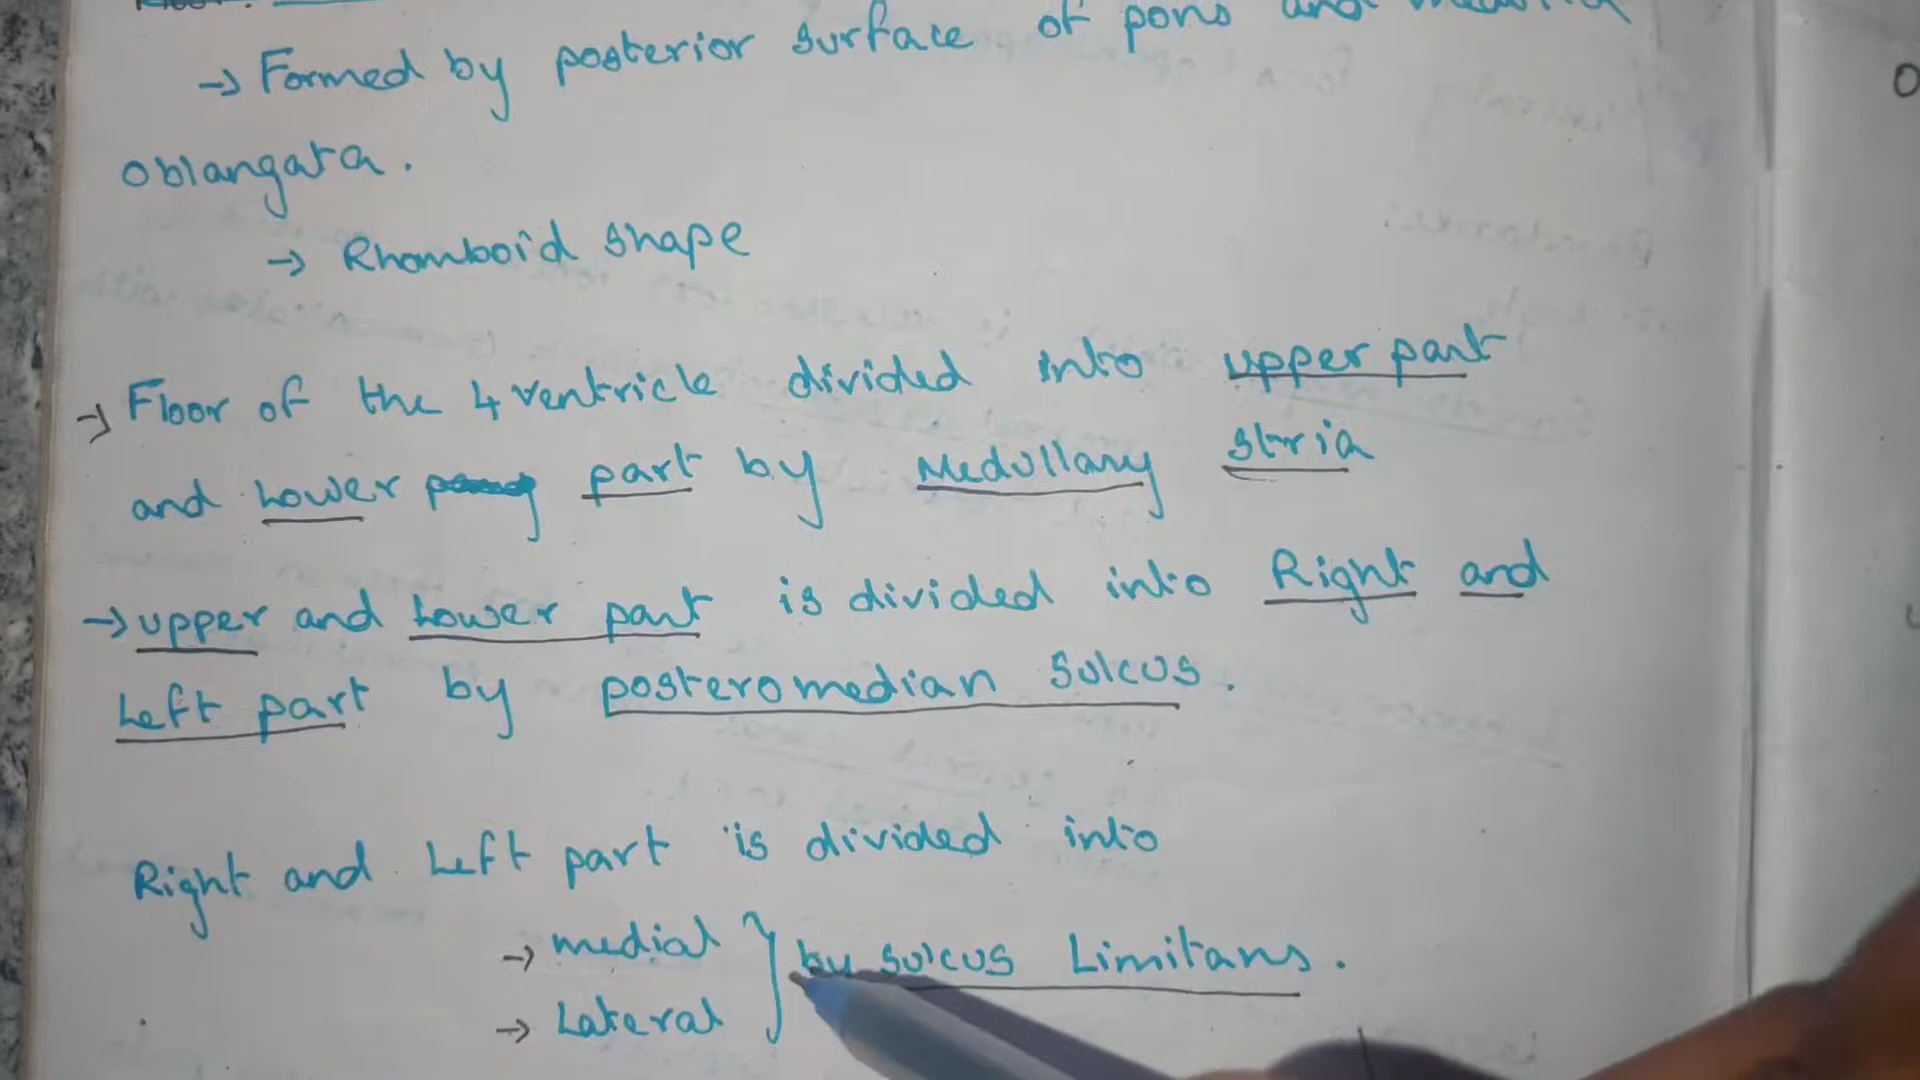 → Formed by posterior surface of pons and
Oblangata.
→ Rhomboid shape
→ Floor of the 4 ventricle divided into upper part
and Lower part by Medullary stria
→ upper and Lower part is divided into Right and
Left part by posteromedian sulcus.
Right and Left part is divided into
→ medial } by sulcus Limitans.
→ Lateral